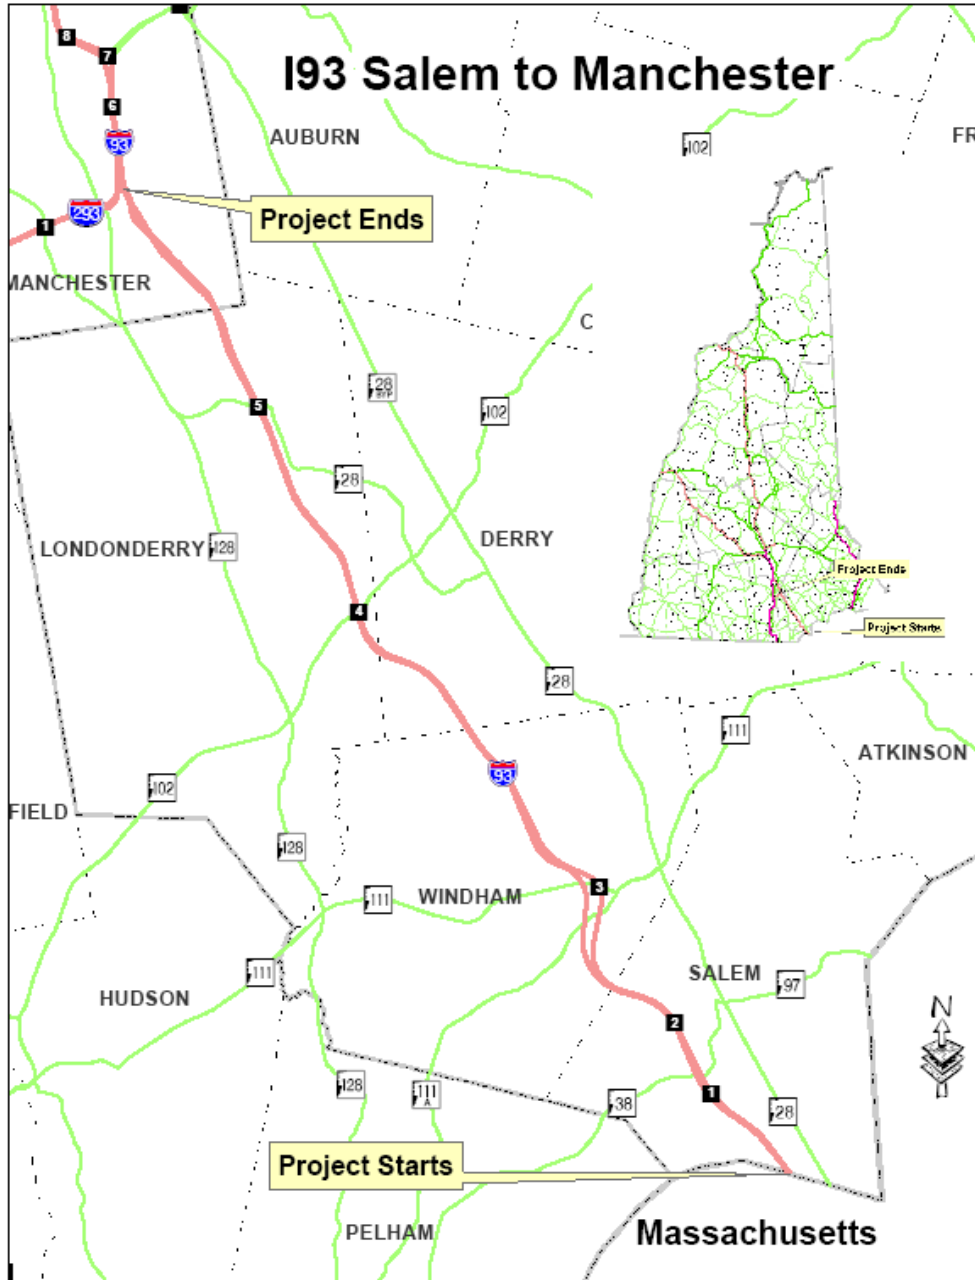 I93 Salem to Manchester
8
7
6
93
102
FR
AUBURN
293
1
Project Ends
MANCHESTER
C
28
BYP
5
102
28
LONDONDERRY
128
DERRY
Project Ends
4
Project Starts
28
111
ATKINSON
93
102
FIELD
128
3
WINDHAM
111
111
SALEM
97
HUDSON
N
2
128
111
A
38
1
28
Project Starts
PELHAM
Massachusetts